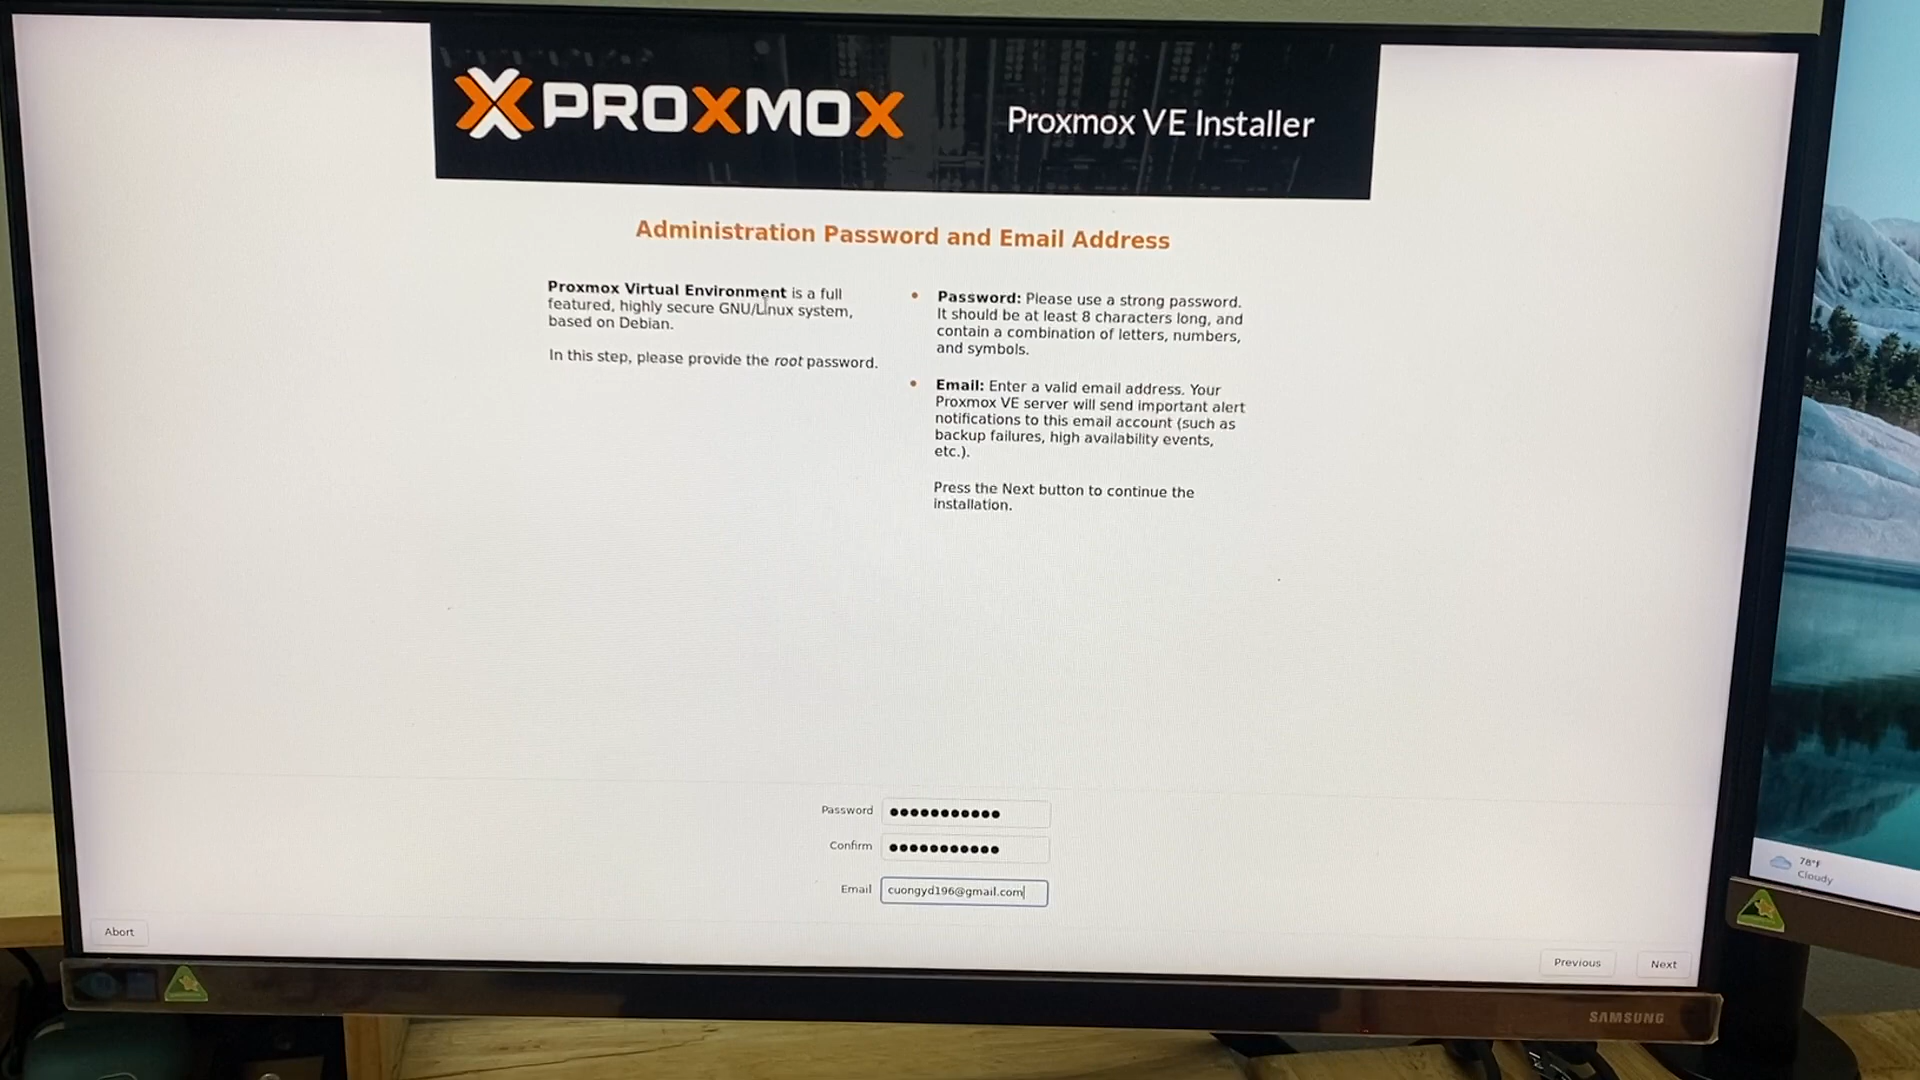 PROXMOX
Proxmox VE Installer
Administration Password and Email Address
Proxmox Virtual Environment is a full
featured, highly secure GNU/Linux system,
based on Debian.
In this step, please provide the root password.
Password: Please use a strong password.
It should be at least 8 characters long, and
contain a combination of letters, numbers,
and symbols.
Email: Enter a valid email address. Your
Proxmox VE server will send important alert
notifications to this email account (such as
backup failures, high availability events,
etc.).
Press the Next button to continue the
installation.
Password ●●●●●●●●●●●
Confirm ●●●●●●●●●●●
Email cuongyd196@gmail.com
Abort
Previous
Next
SAMSUNG
78°F
Cloudy